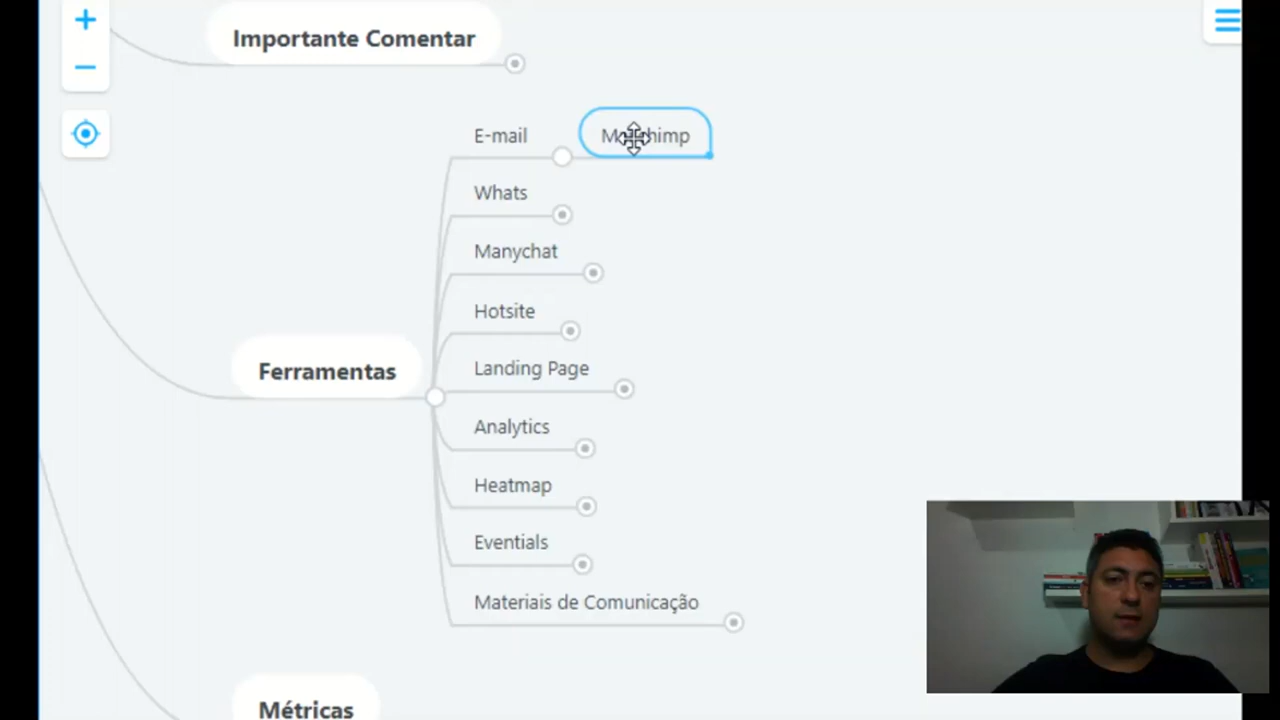 Importante Comentar
E-mail
Whats
Manychat
Hotsite
Landing Page
Ferramentas
Analytics
Heatmap
Eventials
Materiais de Comunicação
Métricas